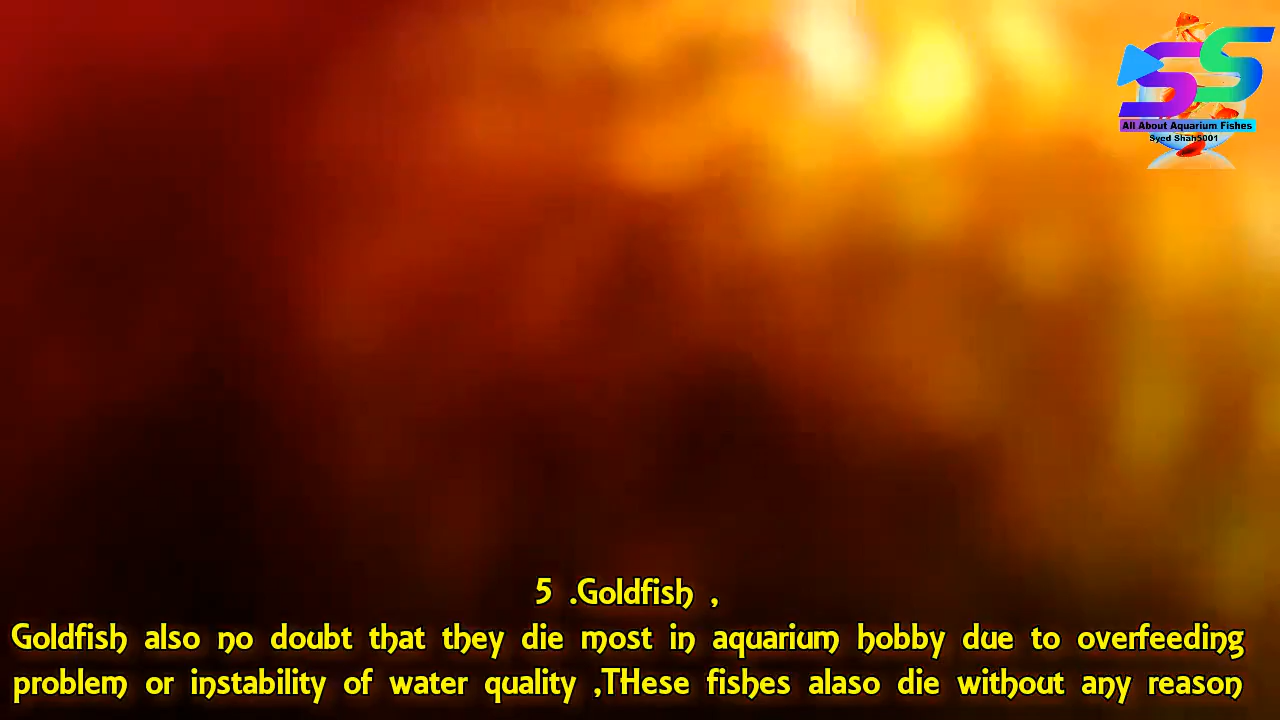 SS
All About Aquarium Fishes
Syed Shah5001
5 .Goldfish ,
Goldfish also no doubt that they die most in aquarium hobby due to overfeeding
problem or instability of water quality ,THese fishes alaso die without any reason